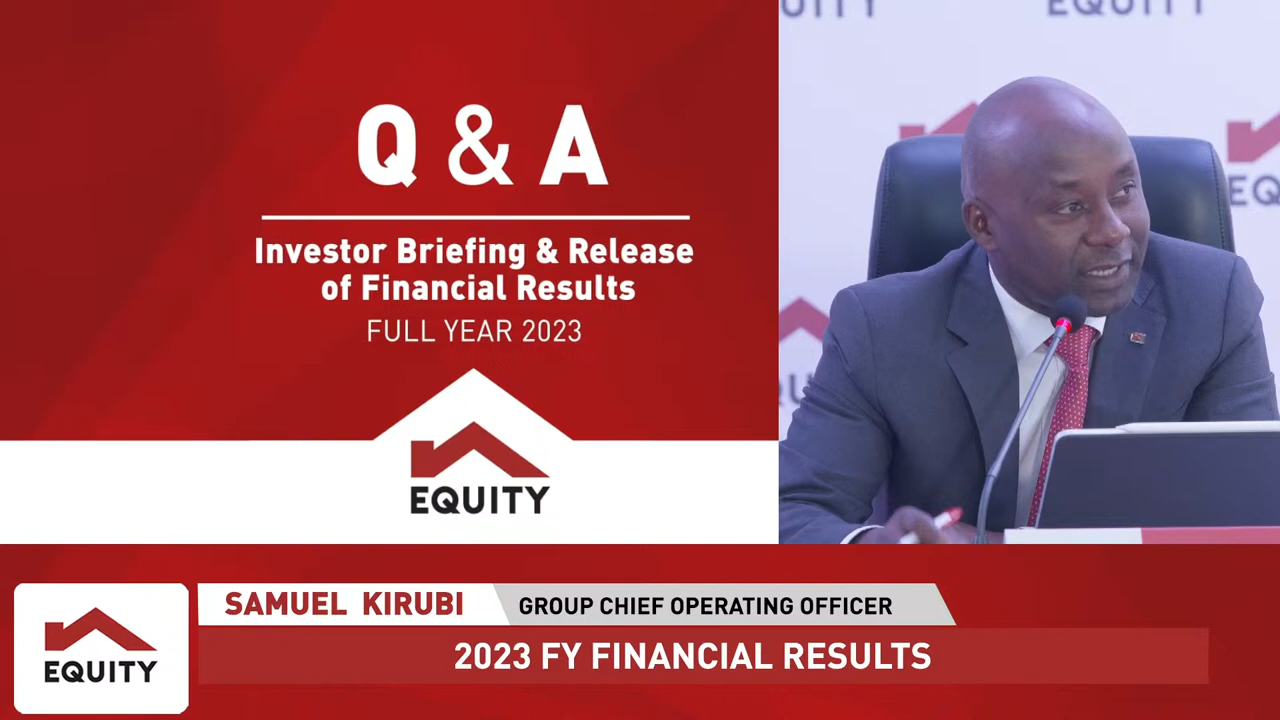 Q & A
Investor Briefing & Release
of Financial Results
FULL YEAR 2023
EQUITY
EQUITY
SAMUEL KIRUBI
GROUP CHIEF OPERATING OFFICER
2023 FY FINANCIAL RESULTS
EQUITY